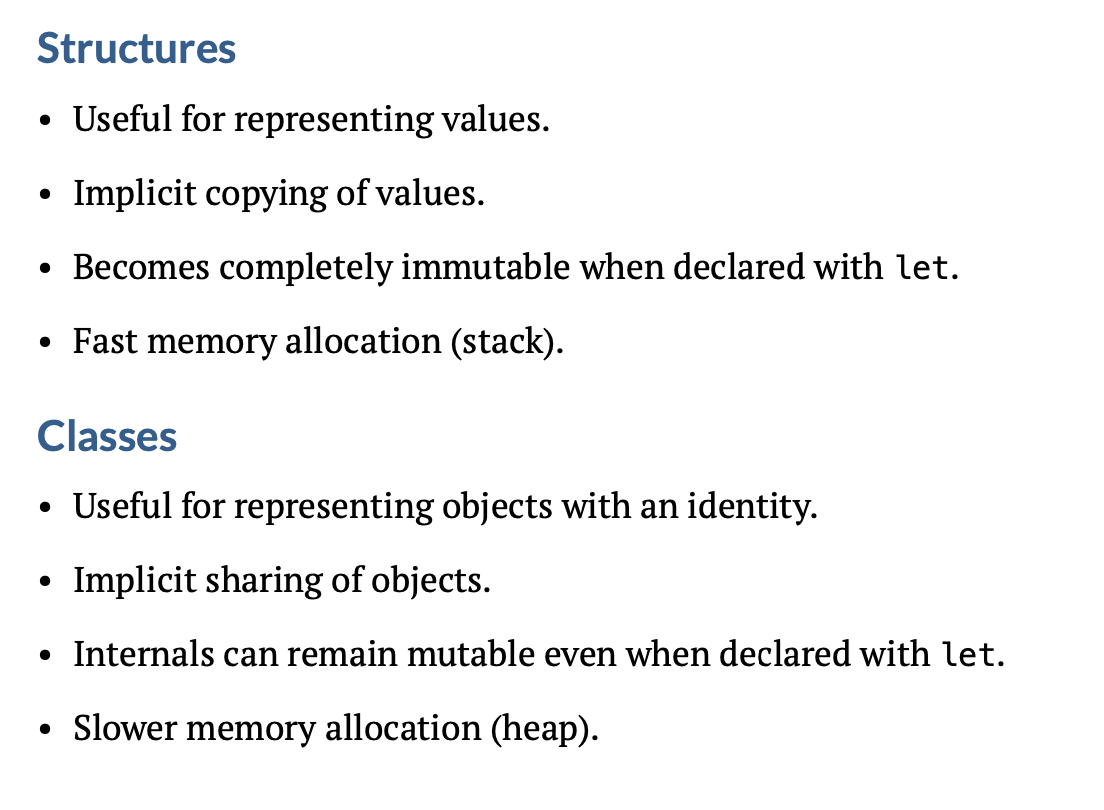 Structures
• Useful for representing values.
• Implicit copying of values.
• Becomes completely immutable when declared with let.
• Fast memory allocation (stack).
Classes
• Useful for representing objects with an identity.
• Implicit sharing of objects.
• Internals can remain mutable even when declared with let.
• Slower memory allocation (heap).